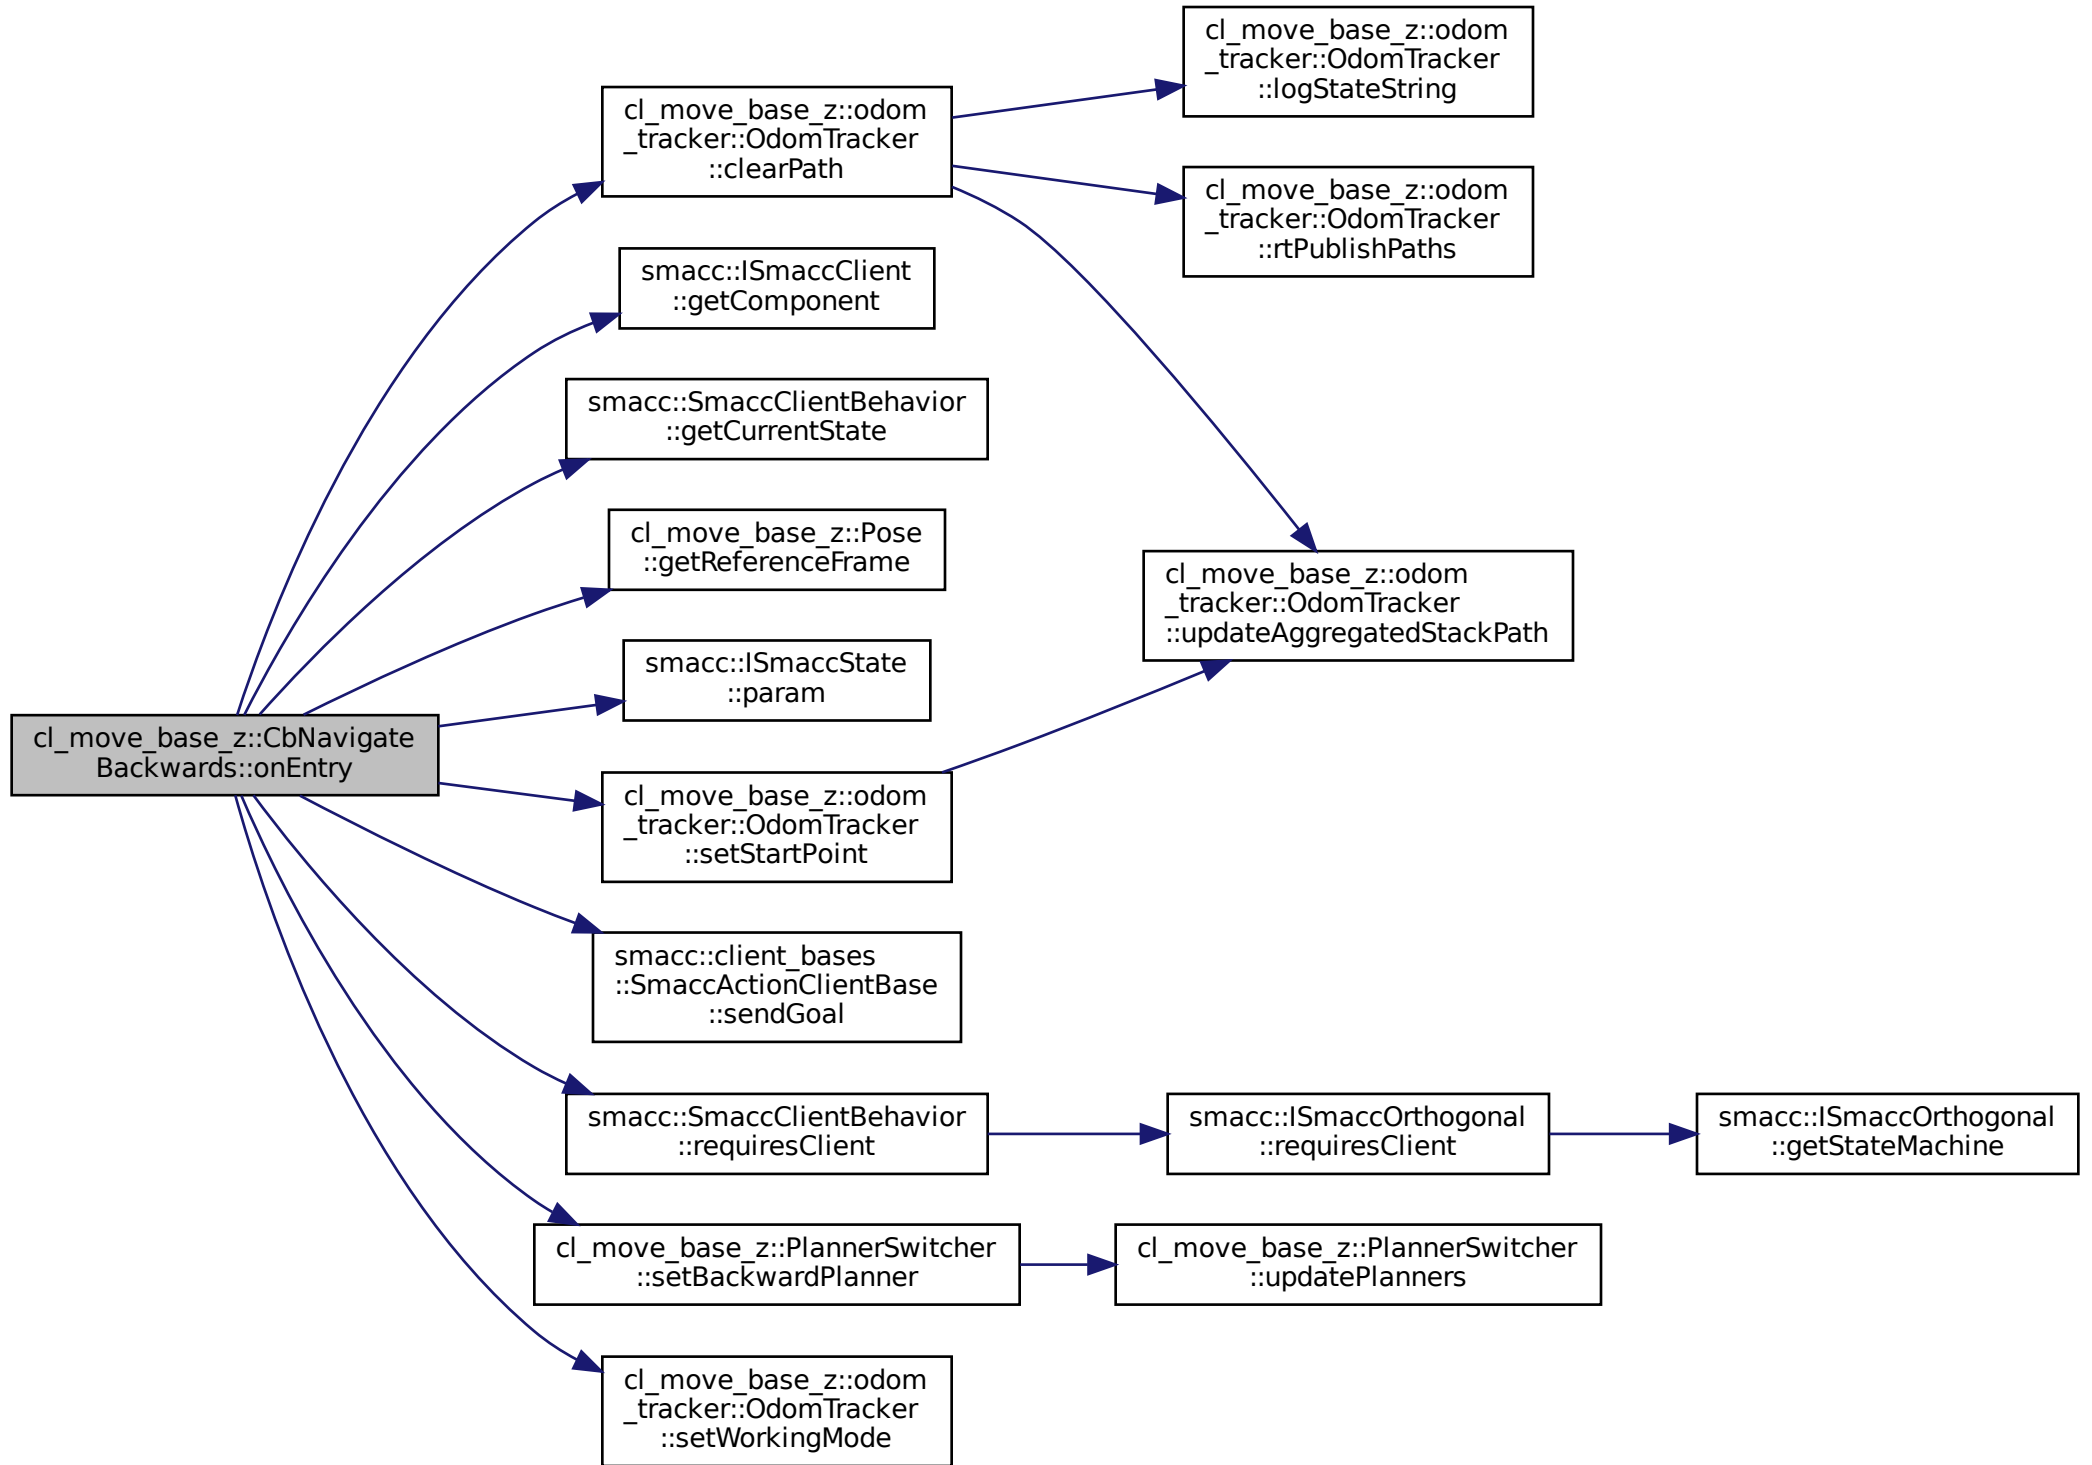 cl_move_base_z::CbNavigate
Backwards::onEntry
cl_move_base_z::odom
_tracker::OdomTracker
::clearPath
smacc::ISmaccClient
::getComponent
smacc::SmaccClientBehavior
::getCurrentState
cl_move_base_z::Pose
::getReferenceFrame
smacc::ISmaccState
::param
cl_move_base_z::odom
_tracker::OdomTracker
::setStartPoint
smacc::client_bases
::SmaccActionClientBase
::sendGoal
smacc::SmaccClientBehavior
::requiresClient
cl_move_base_z::PlannerSwitcher
::setBackwardPlanner
cl_move_base_z::odom
_tracker::OdomTracker
::setWorkingMode
cl_move_base_z::odom
_tracker::OdomTracker
::logStateString
cl_move_base_z::odom
_tracker::OdomTracker
::rtPublishPaths
cl_move_base_z::odom
_tracker::OdomTracker
::updateAggregatedStackPath
smacc::ISmaccOrthogonal
::requiresClient
cl_move_base_z::PlannerSwitcher
::updatePlanners
smacc::ISmaccOrthogonal
::getStateMachine